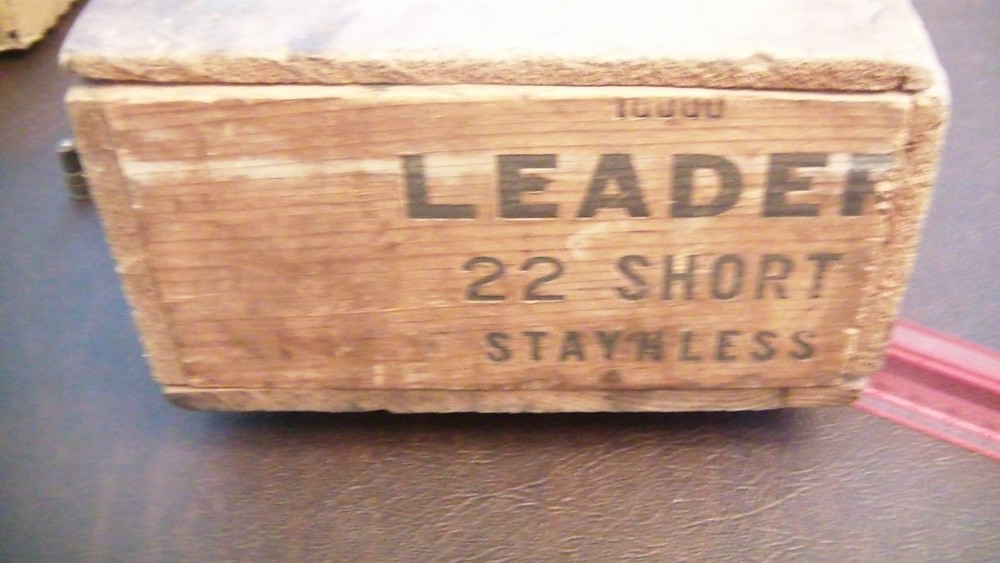 10000
LEADER
22 SHORT
STAYNLESS